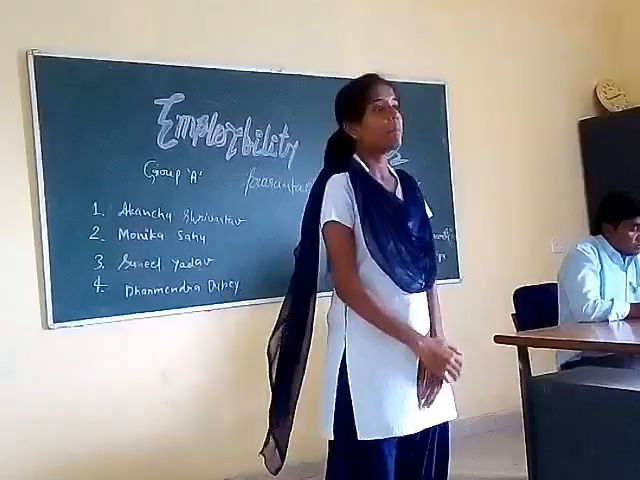 Employbility
Group 'A'
1. Akancha Shrivastav
2. Monika Sahu
3. Suneel Yadav
4. Dharmendra Dubey